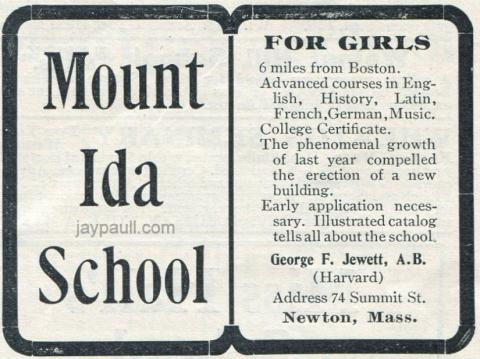 Mount
Ida
School
jaypaull.com
FOR GIRLS
6 miles from Boston.
Advanced courses in Eng-
lish, History, Latin,
French,German,Music.
College Certificate.
The phenomenal growth
of last year compelled
the erection of a new
building.
Early application neces-
sary. Illustrated catalog
tells all about the school.
George F. Jewett, A.B.
(Harvard)
Address 74 Summit St.
Newton, Mass.